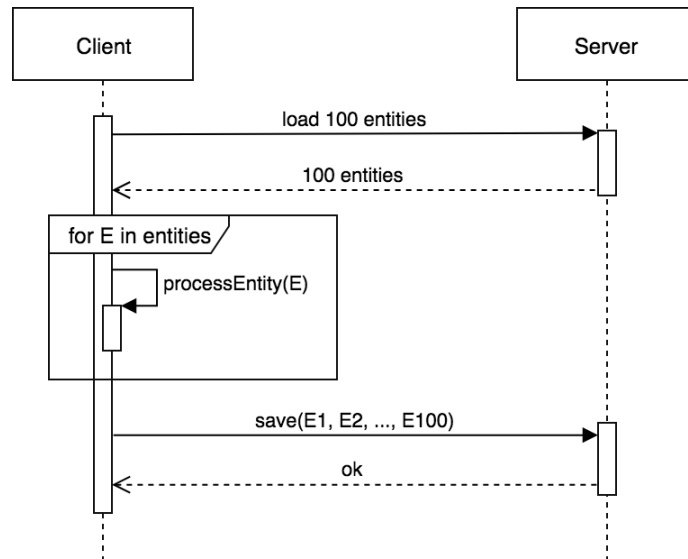 Client
Server
load 100 entities
100 entities
for E in entities
processEntity(E)
save(E1, E2, ..., E100)
ok